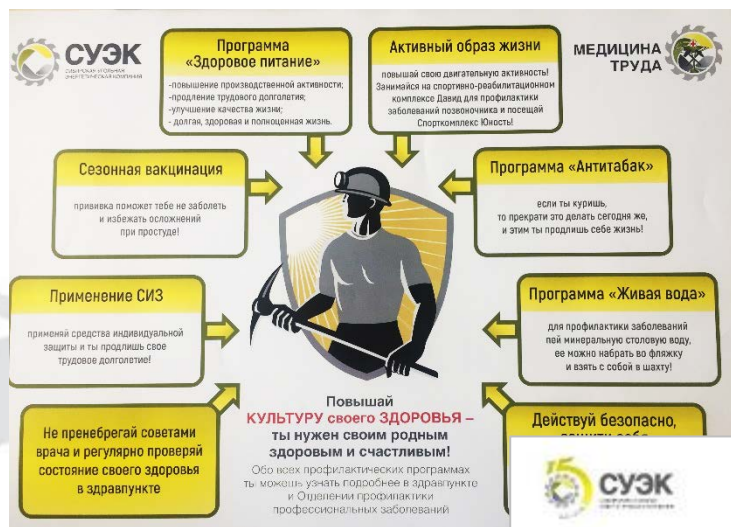 СУЭК
СИБИРСКАЯ УГОЛЬНАЯ
ЭНЕРГЕТИЧЕСКАЯ КОМПАНИЯ
Программа
«Здоровое питание»
-повышение производственной активности;
-продление трудового долголетия;
-улучшение качества жизни;
- долгая, здоровая и полноценная жизнь.
Активный образ жизни
повышай свою двигательную активность!
Занимайся на спортивно-реабилитационном
комплексе Давид для профилактики
заболеваний позвоночника и посещай
Спорткомплекс Юность!
МЕДИЦИНА
ТРУДА
Сезонная вакцинация
прививка поможет тебе не заболеть
и избежать осложнений
при простуде!
Программа «Антитабак»
если ты куришь,
то прекрати это делать сегодня же,
и этим ты продлишь себе жизнь!
Применение СИЗ
применяй средства индивидуальной
защиты и ты продлишь свое
трудовое долголетие!
Программа «Живая вода»
для профилактики заболеваний
пей минеральную столовую воду,
ее можно набрать во фляжку
и взять с собой в шахту!
Не пренебрегай советами
врача и регулярно проверяй
состояние своего здоровья
в здравпункте
Повышай
КУЛЬТУРУ своего ЗДОРОВЬЯ –
ты нужен своим родным
здоровым и счастливым!
Обо всех профилактических программах
ты можешь узнать подробнее в здравпункте
и Отделении профилактики
профессиональных заболеваний
Действуй безопасно,
15 СУЭК